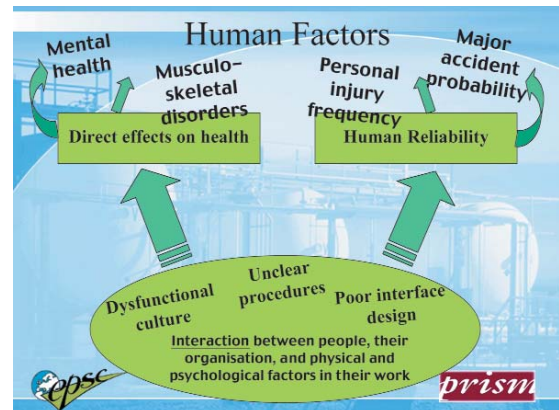 Human Factors
Mental
health
Musculo-
skeletal
disorders
Personal
injury
frequency
Major
accident
probability
Direct effects on health
Human Reliability
Dysfunctional
culture
Unclear
procedures
Poor interface
design
Interaction between people, their
organisation, and physical and
psychological factors in their work
epsc
prism